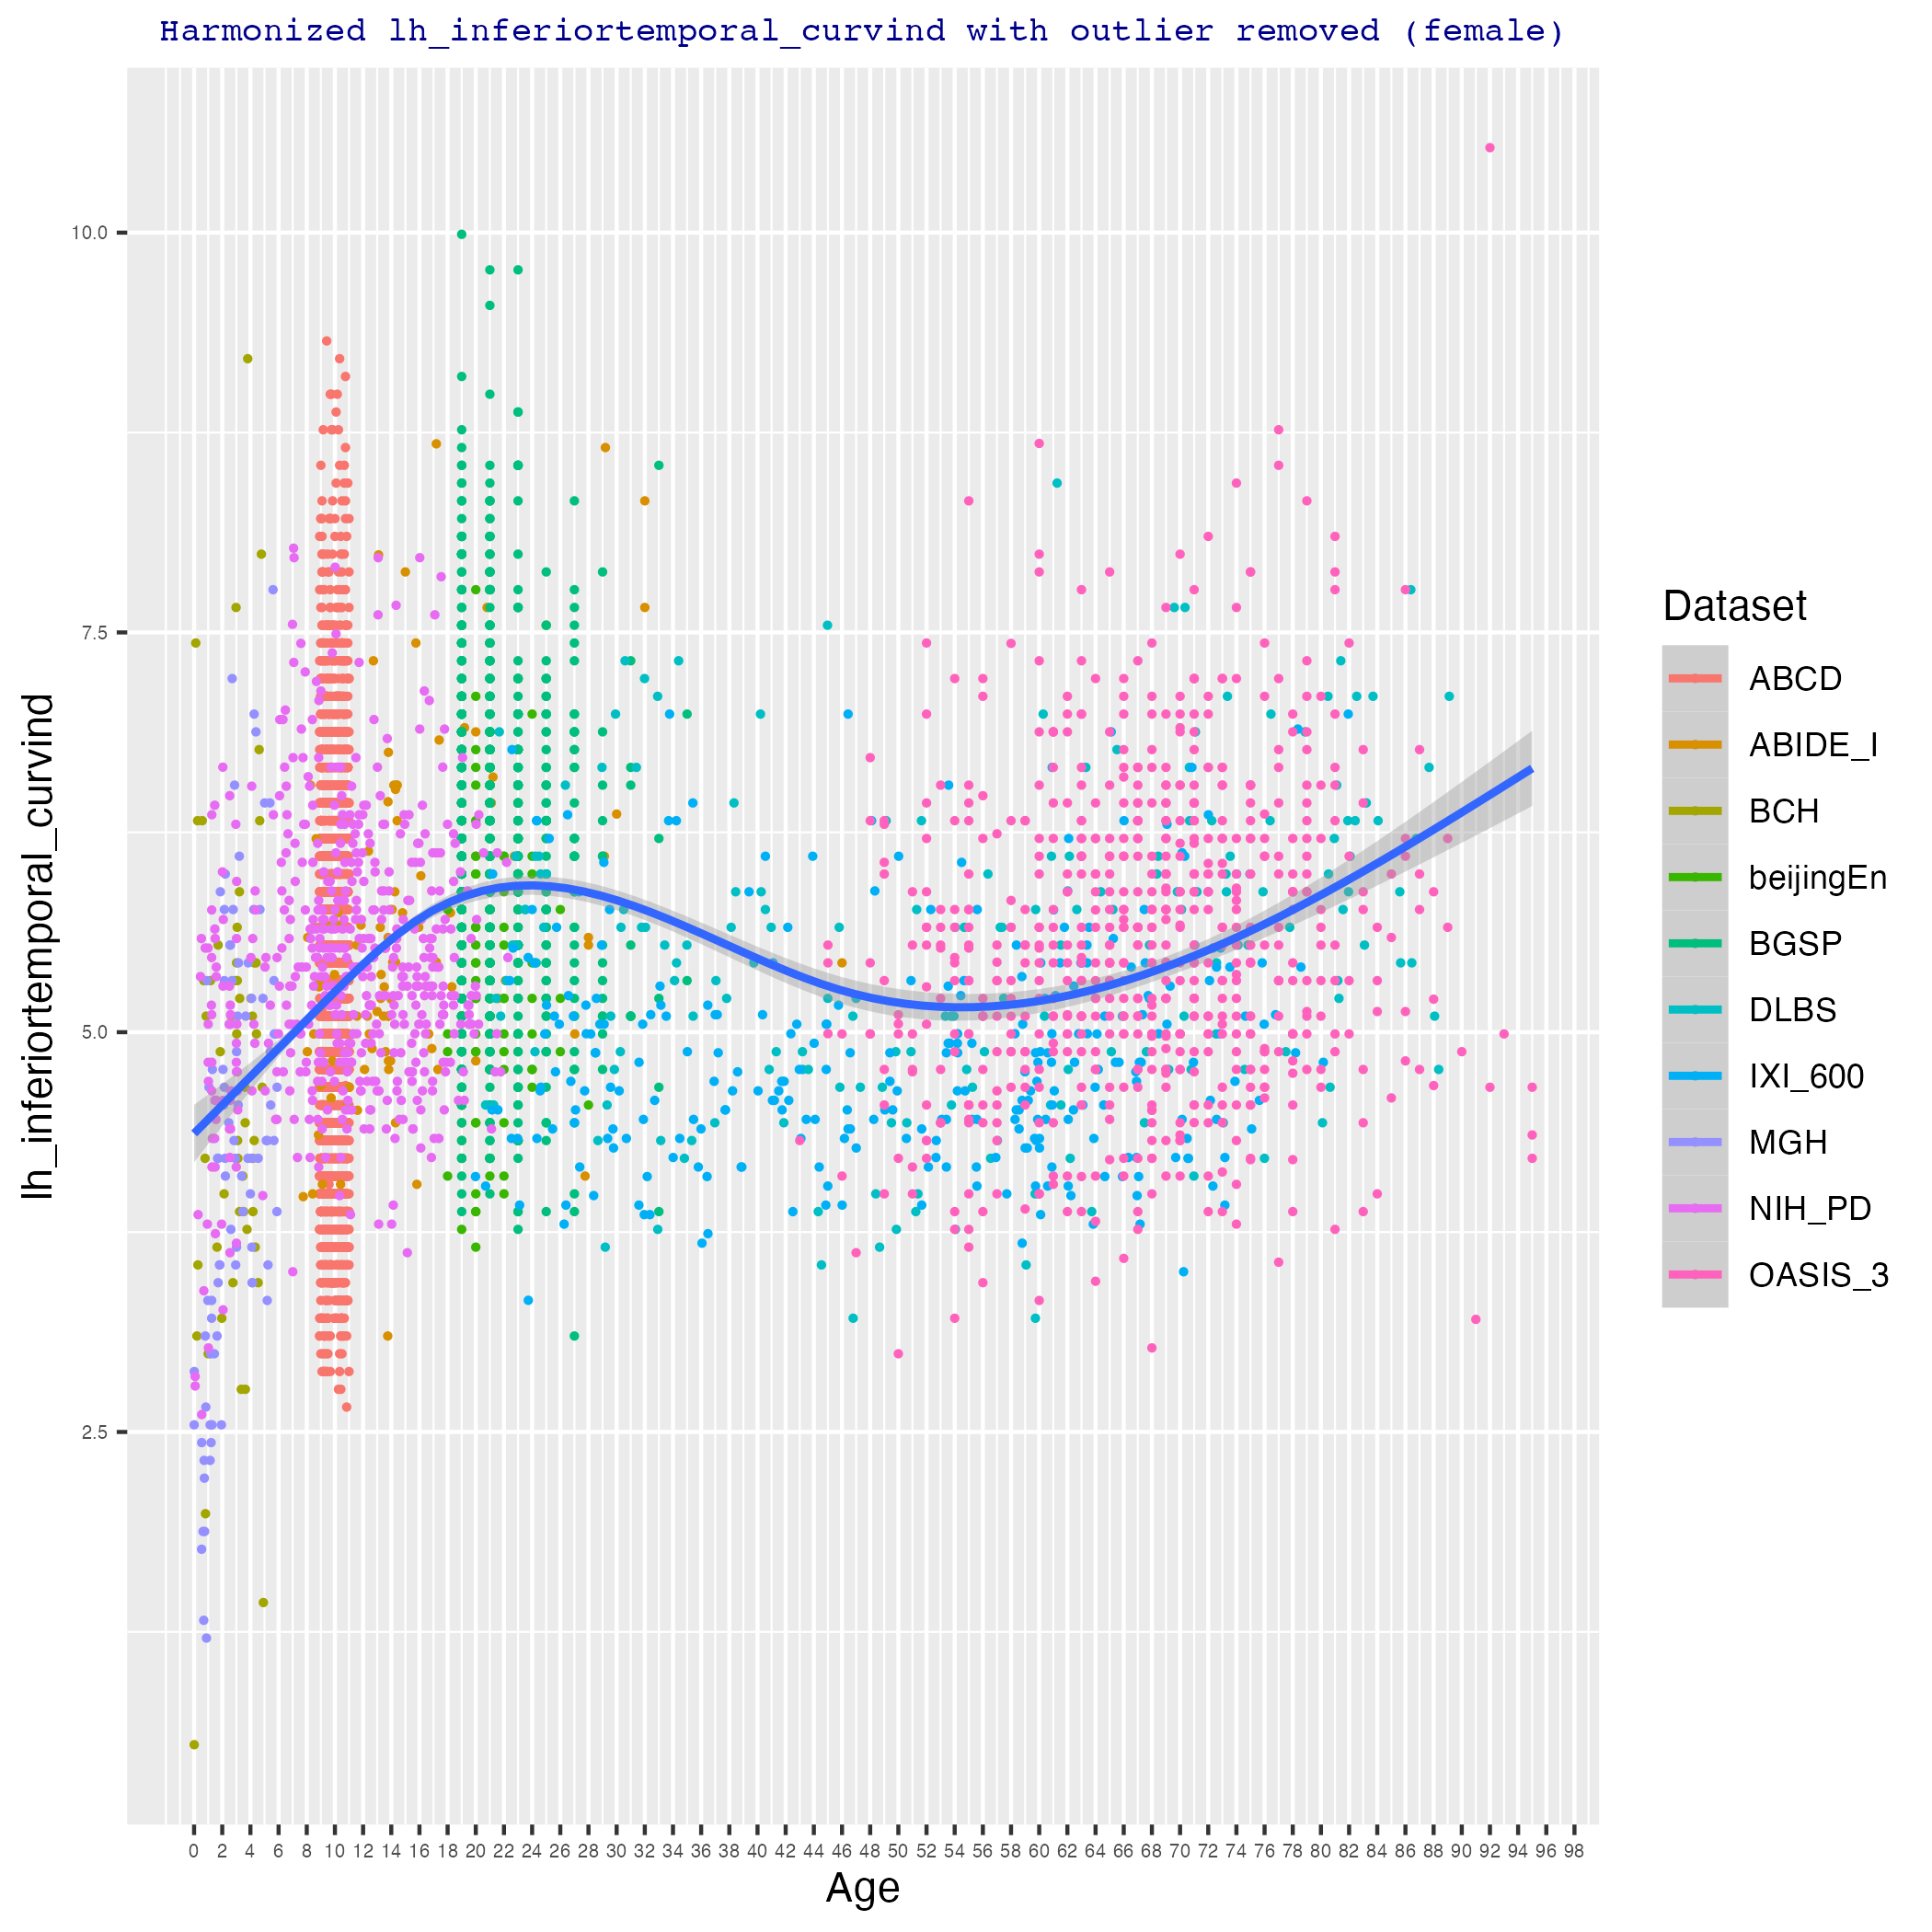 Harmonized lh_inferiortemporal_curvind with outlier removed (female)
10.0
7.5
5.0
2.5
lh_inferiortemporal_curvind
0 2 4 6 8 10 12 14 16 18 20 22 24 26 28 30 32 34 36 38 40 42 44 46 48 50 52 54 56 58 60 62 64 66 68 70 72 74 76 78 80 82 84 86 88 90 92 94 96 98
Age
Dataset
ABCD
ABIDE_I
BCH
beijingEn
BGSP
DLBS
IXI_600
MGH
NIH_PD
OASIS_3